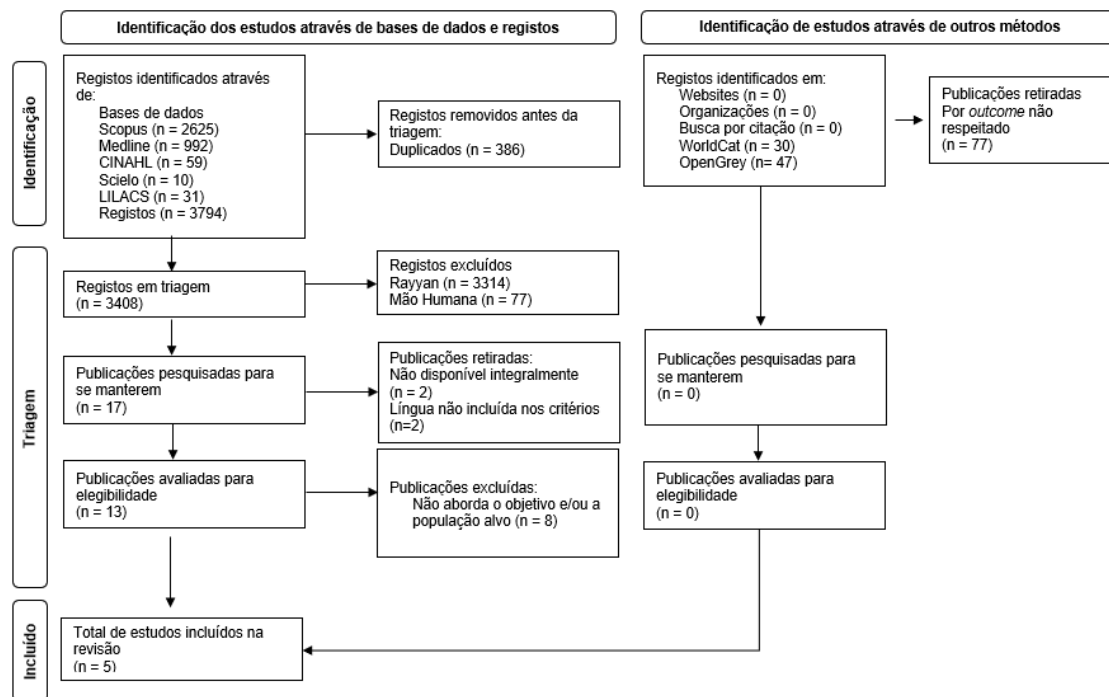 Identificação dos estudos através de bases de dados e registos
Identificação de estudos através de outros métodos
Identificação
Registos identificados através
de:
Bases de dados
Scopus (n = 2625)
Medline (n = 992)
CINAHL (n = 59)
Scielo (n = 10)
LILACS (n = 31)
Registos (n = 3794)
Registos removidos antes da
triagem:
Duplicados (n = 386)
Registos identificados em:
Websites (n = 0)
Organizações (n = 0)
Busca por citação (n = 0)
WorldCat (n = 30)
OpenGrey (n= 47)
Publicações retiradas
Por outcome não
respeitado
(n = 77)
Triagem
Registos em triagem
(n = 3408)
Registos excluídos
Rayyan (n = 3314)
Mão Humana (n = 77)
Publicações pesquisadas para
se manterem
(n = 17)
Publicações retiradas:
Não disponível integralmente
(n = 2)
Língua não incluída nos critérios
(n=2)
Publicações pesquisadas para
se manterem
(n = 0)
Publicações avaliadas para
elegibilidade
(n = 13)
Publicações excluídas:
Não aborda o objetivo e/ou a
população alvo (n = 8)
Publicações avaliadas para
elegibilidade
(n = 0)
Incluído
Total de estudos incluídos na
revisão
(n = 5)